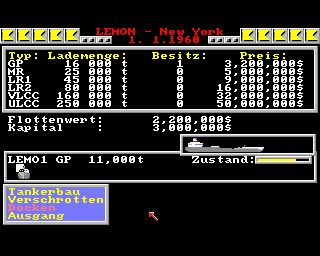 LEMON - New York
1. 1.1960
Typ: Lademenge: Besitz: Preis:
GP 16 000 t 1 3,200,000$
MR 25 000 t 0 5,000,000$
LR1 45 000 t 0 9,000,000$
LR2 80 000 t 0 16,000,000$
VLCC 160 000 t 0 32,000,000$
ULCC 250 000 t 0 50,000,000$
Flottenwert: 2,200,000$
Kapital : 3,000,000$
LEMO1 GP 11,000t Zustand:
Tankerbau
Verschrotten
Docken
Ausgang